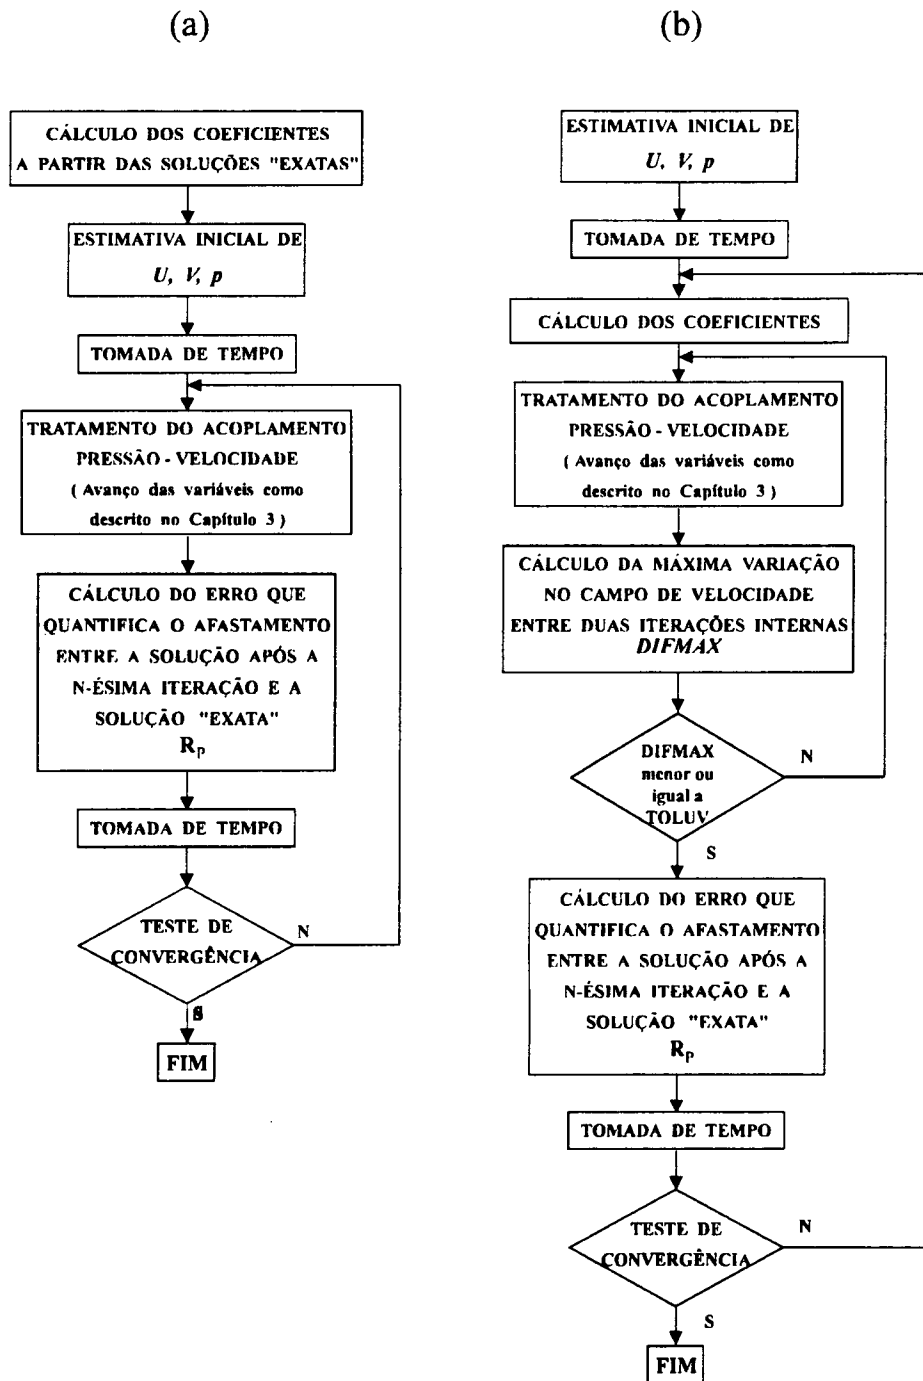 (a)
CÁLCULO DOS COEFICIENTES
A PARTIR DAS SOLUÇÕES "EXATAS"
ESTIMATIVA INICIAL DE
U, V, p
TOMADA DE TEMPO
TRATAMENTO DO ACOPLAMENTO
PRESSÃO - VELOCIDADE
( Avanço das variáveis como
descrito no Capítulo 3 )
CÁLCULO DO ERRO QUE
QUANTIFICA O AFASTAMENTO
ENTRE A SOLUÇÃO APÓS A
N-ÉSIMA ITERAÇÃO E A
SOLUÇÃO "EXATA"
Rp
TOMADA DE TEMPO
TESTE DE
CONVERGÊNCIA
N
S
FIM
(b)
ESTIMATIVA INICIAL DE
U, V, p
TOMADA DE TEMPO
CÁLCULO DOS COEFICIENTES
TRATAMENTO DO ACOPLAMENTO
PRESSÃO - VELOCIDADE
( Avanço das variáveis como
descrito no Capítulo 3 )
CÁLCULO DA MÁXIMA VARIAÇÃO
NO CAMPO DE VELOCIDADE
ENTRE DUAS ITERAÇÕES INTERNAS
DIFMAX
DIFMAX
menor ou
igual a
TOLUV
N
S
CÁLCULO DO ERRO QUE
QUANTIFICA O AFASTAMENTO
ENTRE A SOLUÇÃO APÓS A
N-ÉSIMA ITERAÇÃO E A
SOLUÇÃO "EXATA"
Rp
TOMADA DE TEMPO
TESTE DE
CONVERGÊNCIA
N
S
FIM